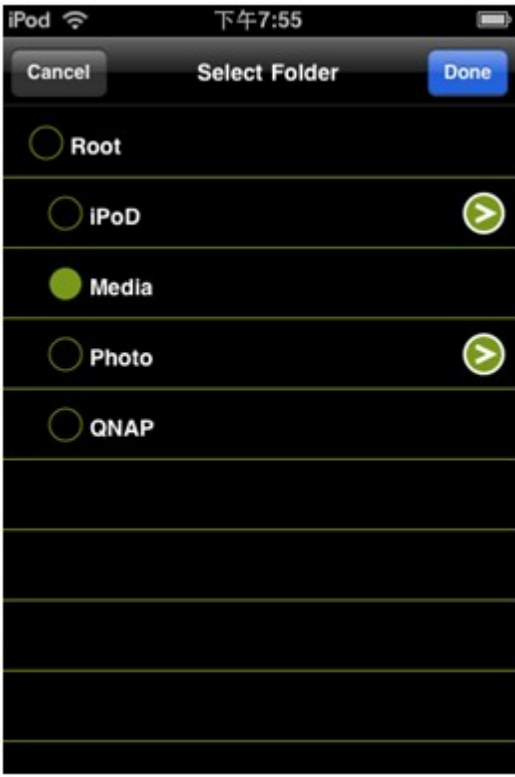 iPod 下午7:55
Cancel Select Folder Done
Root
iPoD
Media
Photo
QNAP